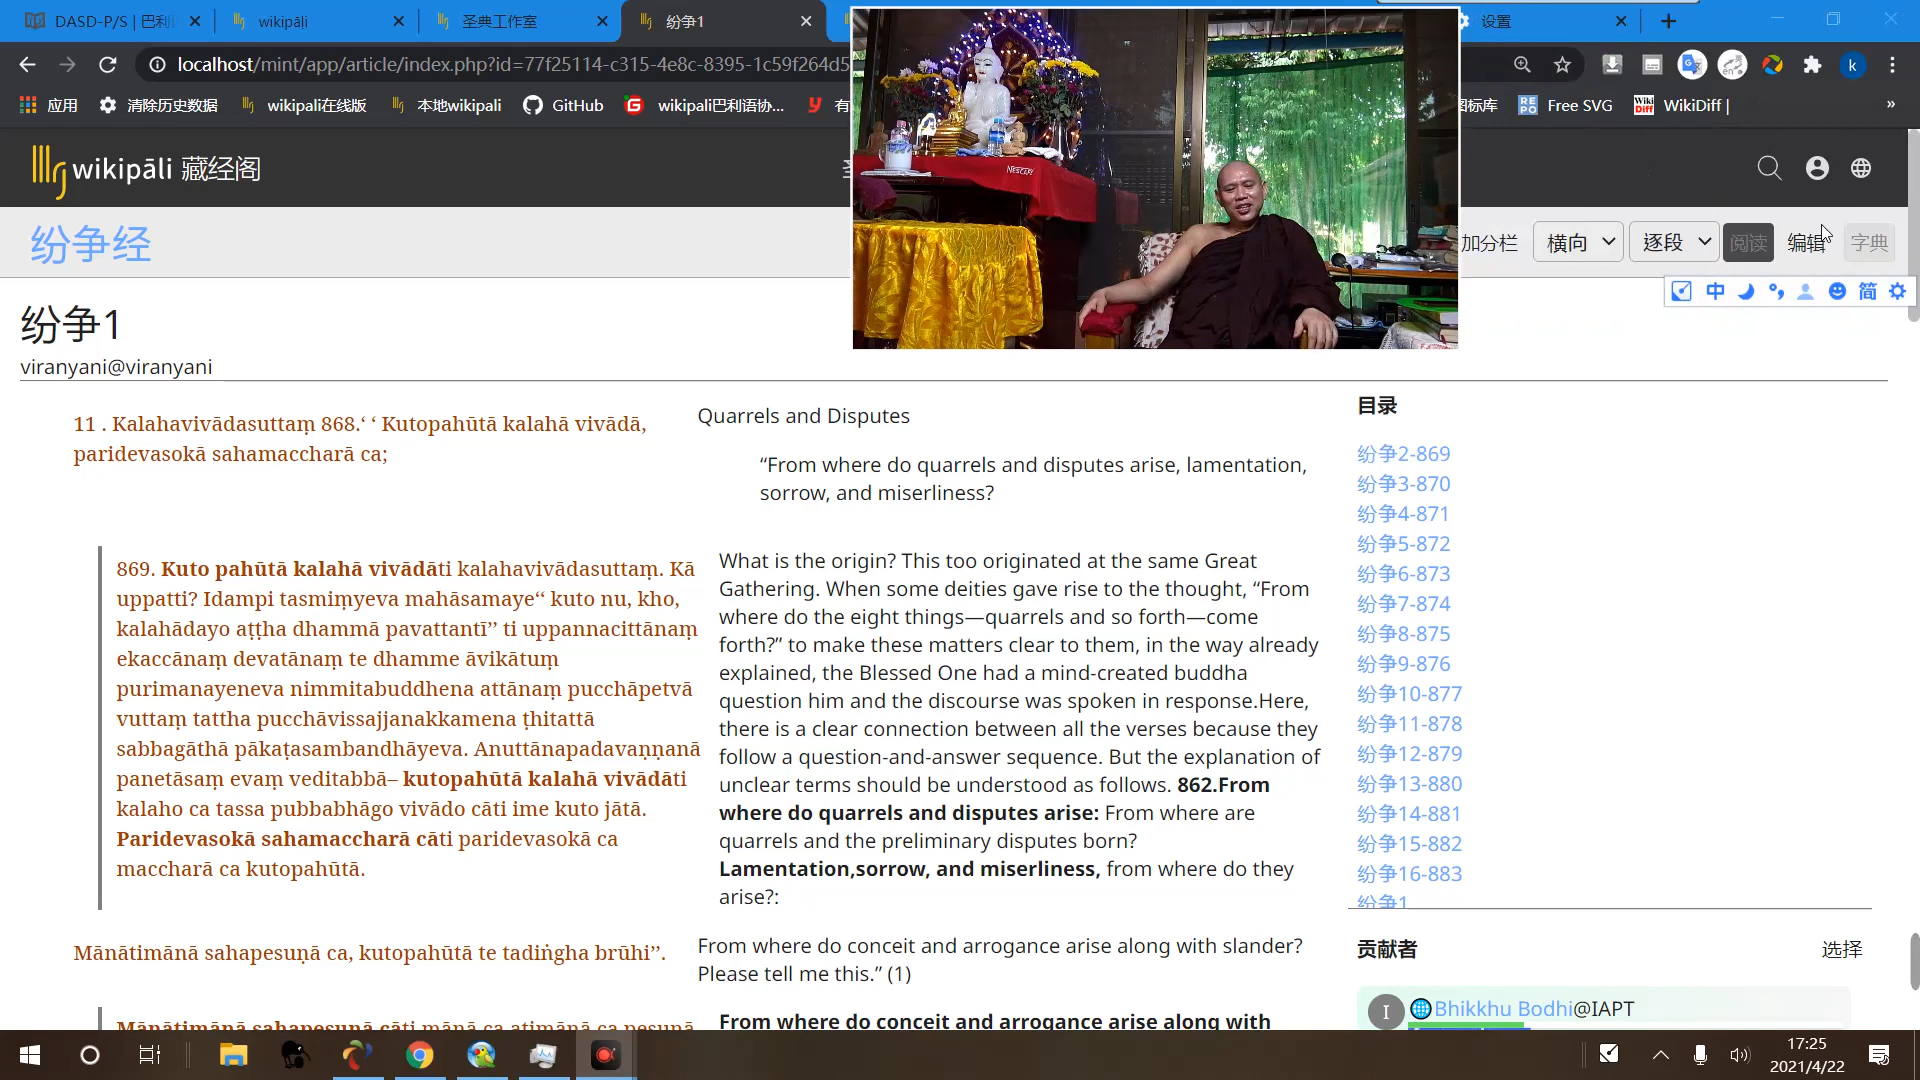 DASD-P/S | 巴利
wikipāli
圣典工作室
纷争1
设置
localhost/mint/app/article/index.php?id=77f25114-c315-4e8c-8395-1c59f264d5
应用
清除历史数据
wikipali在线版
本地wikipali
GitHub
wikipali巴利语协...
有
图标库
Free SVG
WikiDiff |
wikipāli 藏经阁
NESCAFÉ
纷争经
加分栏
横向
逐段
阅读
编辑
字典
中
简
纷争1
viranyani@viranyani
11 . Kalahavivādasuttaṃ 868.‘ ‘ Kutopahūtā kalahā vivādā,
paridevasokā sahamaccharā ca;
869. Kuto pahūtā kalahā vivādāti kalahavivādasuttaṃ. Kā
uppatti? Idampi tasmiṃyeva mahāsamaye“ kuto nu, kho,
kalahādayo aṭṭha dhammā pavattantī” ti uppannacittānaṃ
ekaccānaṃ devatānaṃ te dhamme āvikātuṃ
purimanayeneva nimmitabuddhena attānaṃ pucchāpetvā
vuttaṃ tattha pucchāvissajjanakkamena ṭhitattā
sabbagāthā pākaṭasambandhāyeva. Anuttānapadavaṇṇanā
panetāsaṃ evaṃ veditabbā– kutopahūtā kalahā vivādāti
kalaho ca tassa pubbabhāgo vivādo cāti ime kuto jātā.
Paridevasokā sahamaccharā cāti paridevasokā ca
maccharā ca kutopahūtā.
Mānātimānā sahapesuṇā ca, kutopahūtā te tadiṅgha brūhi”.
Mānātimānā sahapesuṇā cāti mānā ca atimānā ca pesuṇā
Quarrels and Disputes
“From where do quarrels and disputes arise, lamentation,
sorrow, and miserliness?
What is the origin? This too originated at the same Great
Gathering. When some deities gave rise to the thought, “From
where do the eight things—quarrels and so forth—come
forth?” to make these matters clear to them, in the way already
explained, the Blessed One had a mind-created buddha
question him and the discourse was spoken in response.Here,
there is a clear connection between all the verses because they
follow a question-and-answer sequence. But the explanation of
unclear terms should be understood as follows. 862.From
where do quarrels and disputes arise: From where are
quarrels and the preliminary disputes born?
Lamentation,sorrow, and miserliness, from where do they
arise?:
From where do conceit and arrogance arise along with slander?
Please tell me this.” (1)
From where do conceit and arrogance arise along with
目录
纷争2-869
纷争3-870
纷争4-871
纷争5-872
纷争6-873
纷争7-874
纷争8-875
纷争9-876
纷争10-877
纷争11-878
纷争12-879
纷争13-880
纷争14-881
纷争15-882
纷争16-883
纷争1
贡献者
选择
I
Bhikkhu Bodhi@IAPT
17:25
2021/4/22